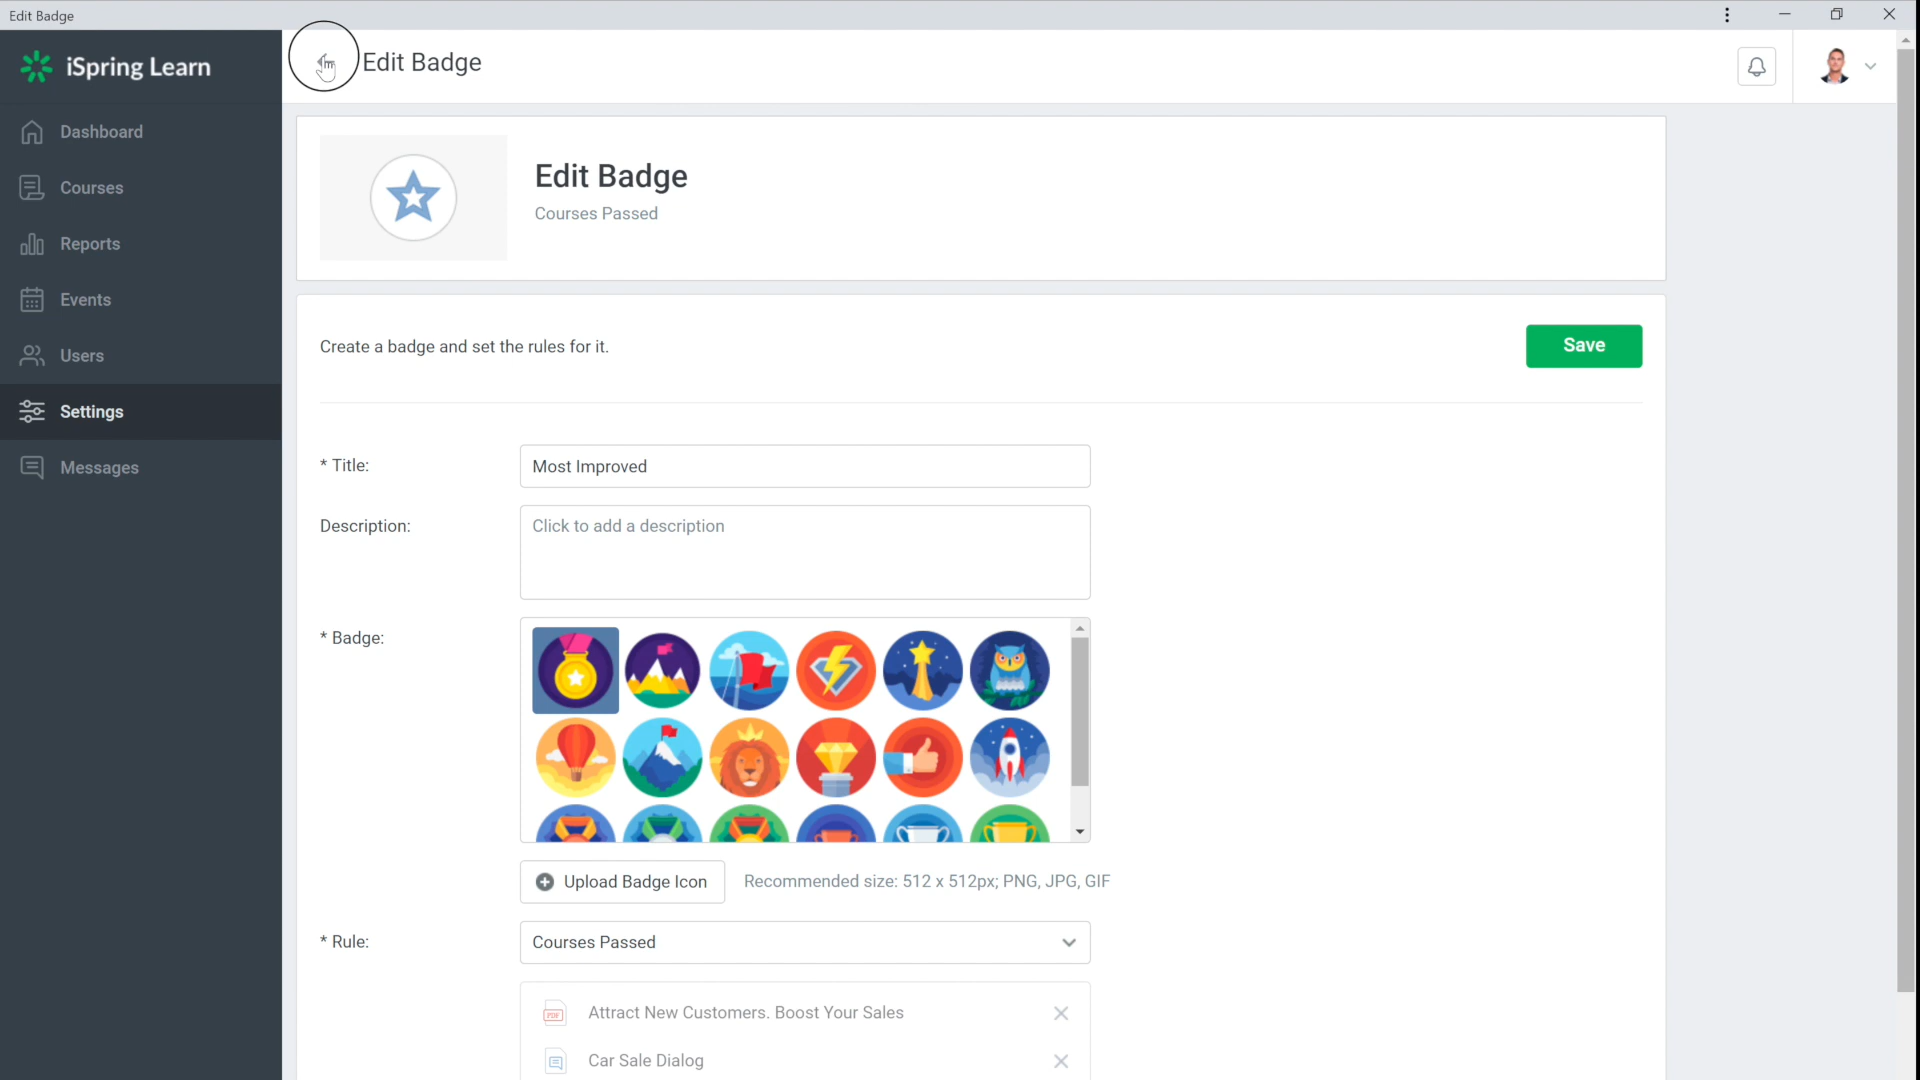 Edit Badge
iSpring Learn
Edit Badge
Dashboard
Courses
Reports
Events
Users
Settings
Messages
Edit Badge
Courses Passed
Create a badge and set the rules for it.
Save
* Title:
Most Improved
Description:
Click to add a description
* Badge:
Upload Badge Icon
Recommended size: 512 x 512px; PNG, JPG, GIF
* Rule:
Courses Passed
PDF
Attract New Customers. Boost Your Sales
Car Sale Dialog